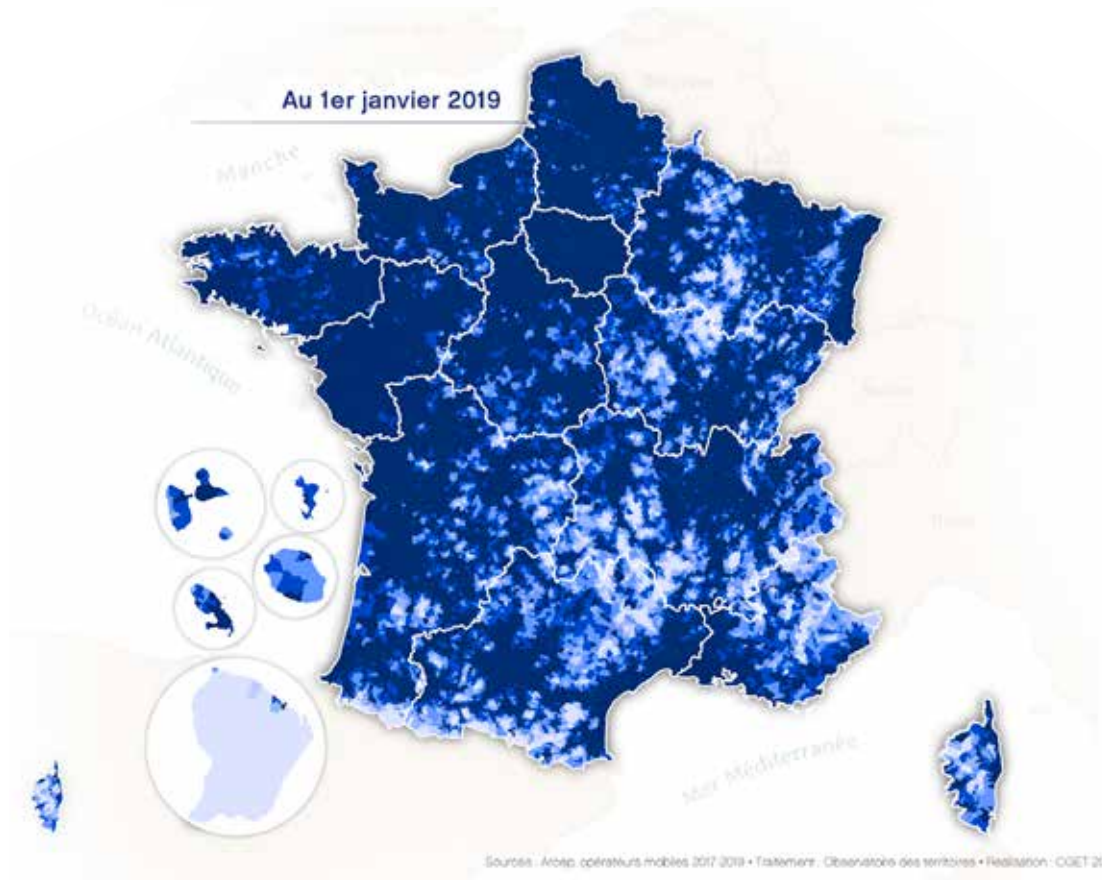 Au 1er janvier 2019
Manche
Océan Atlantique
Mer Méditerranée
Sources : Arcep, opérateurs mobiles 2017-2019 • Traitement : Observatoire des territoires • Réalisation : CGET